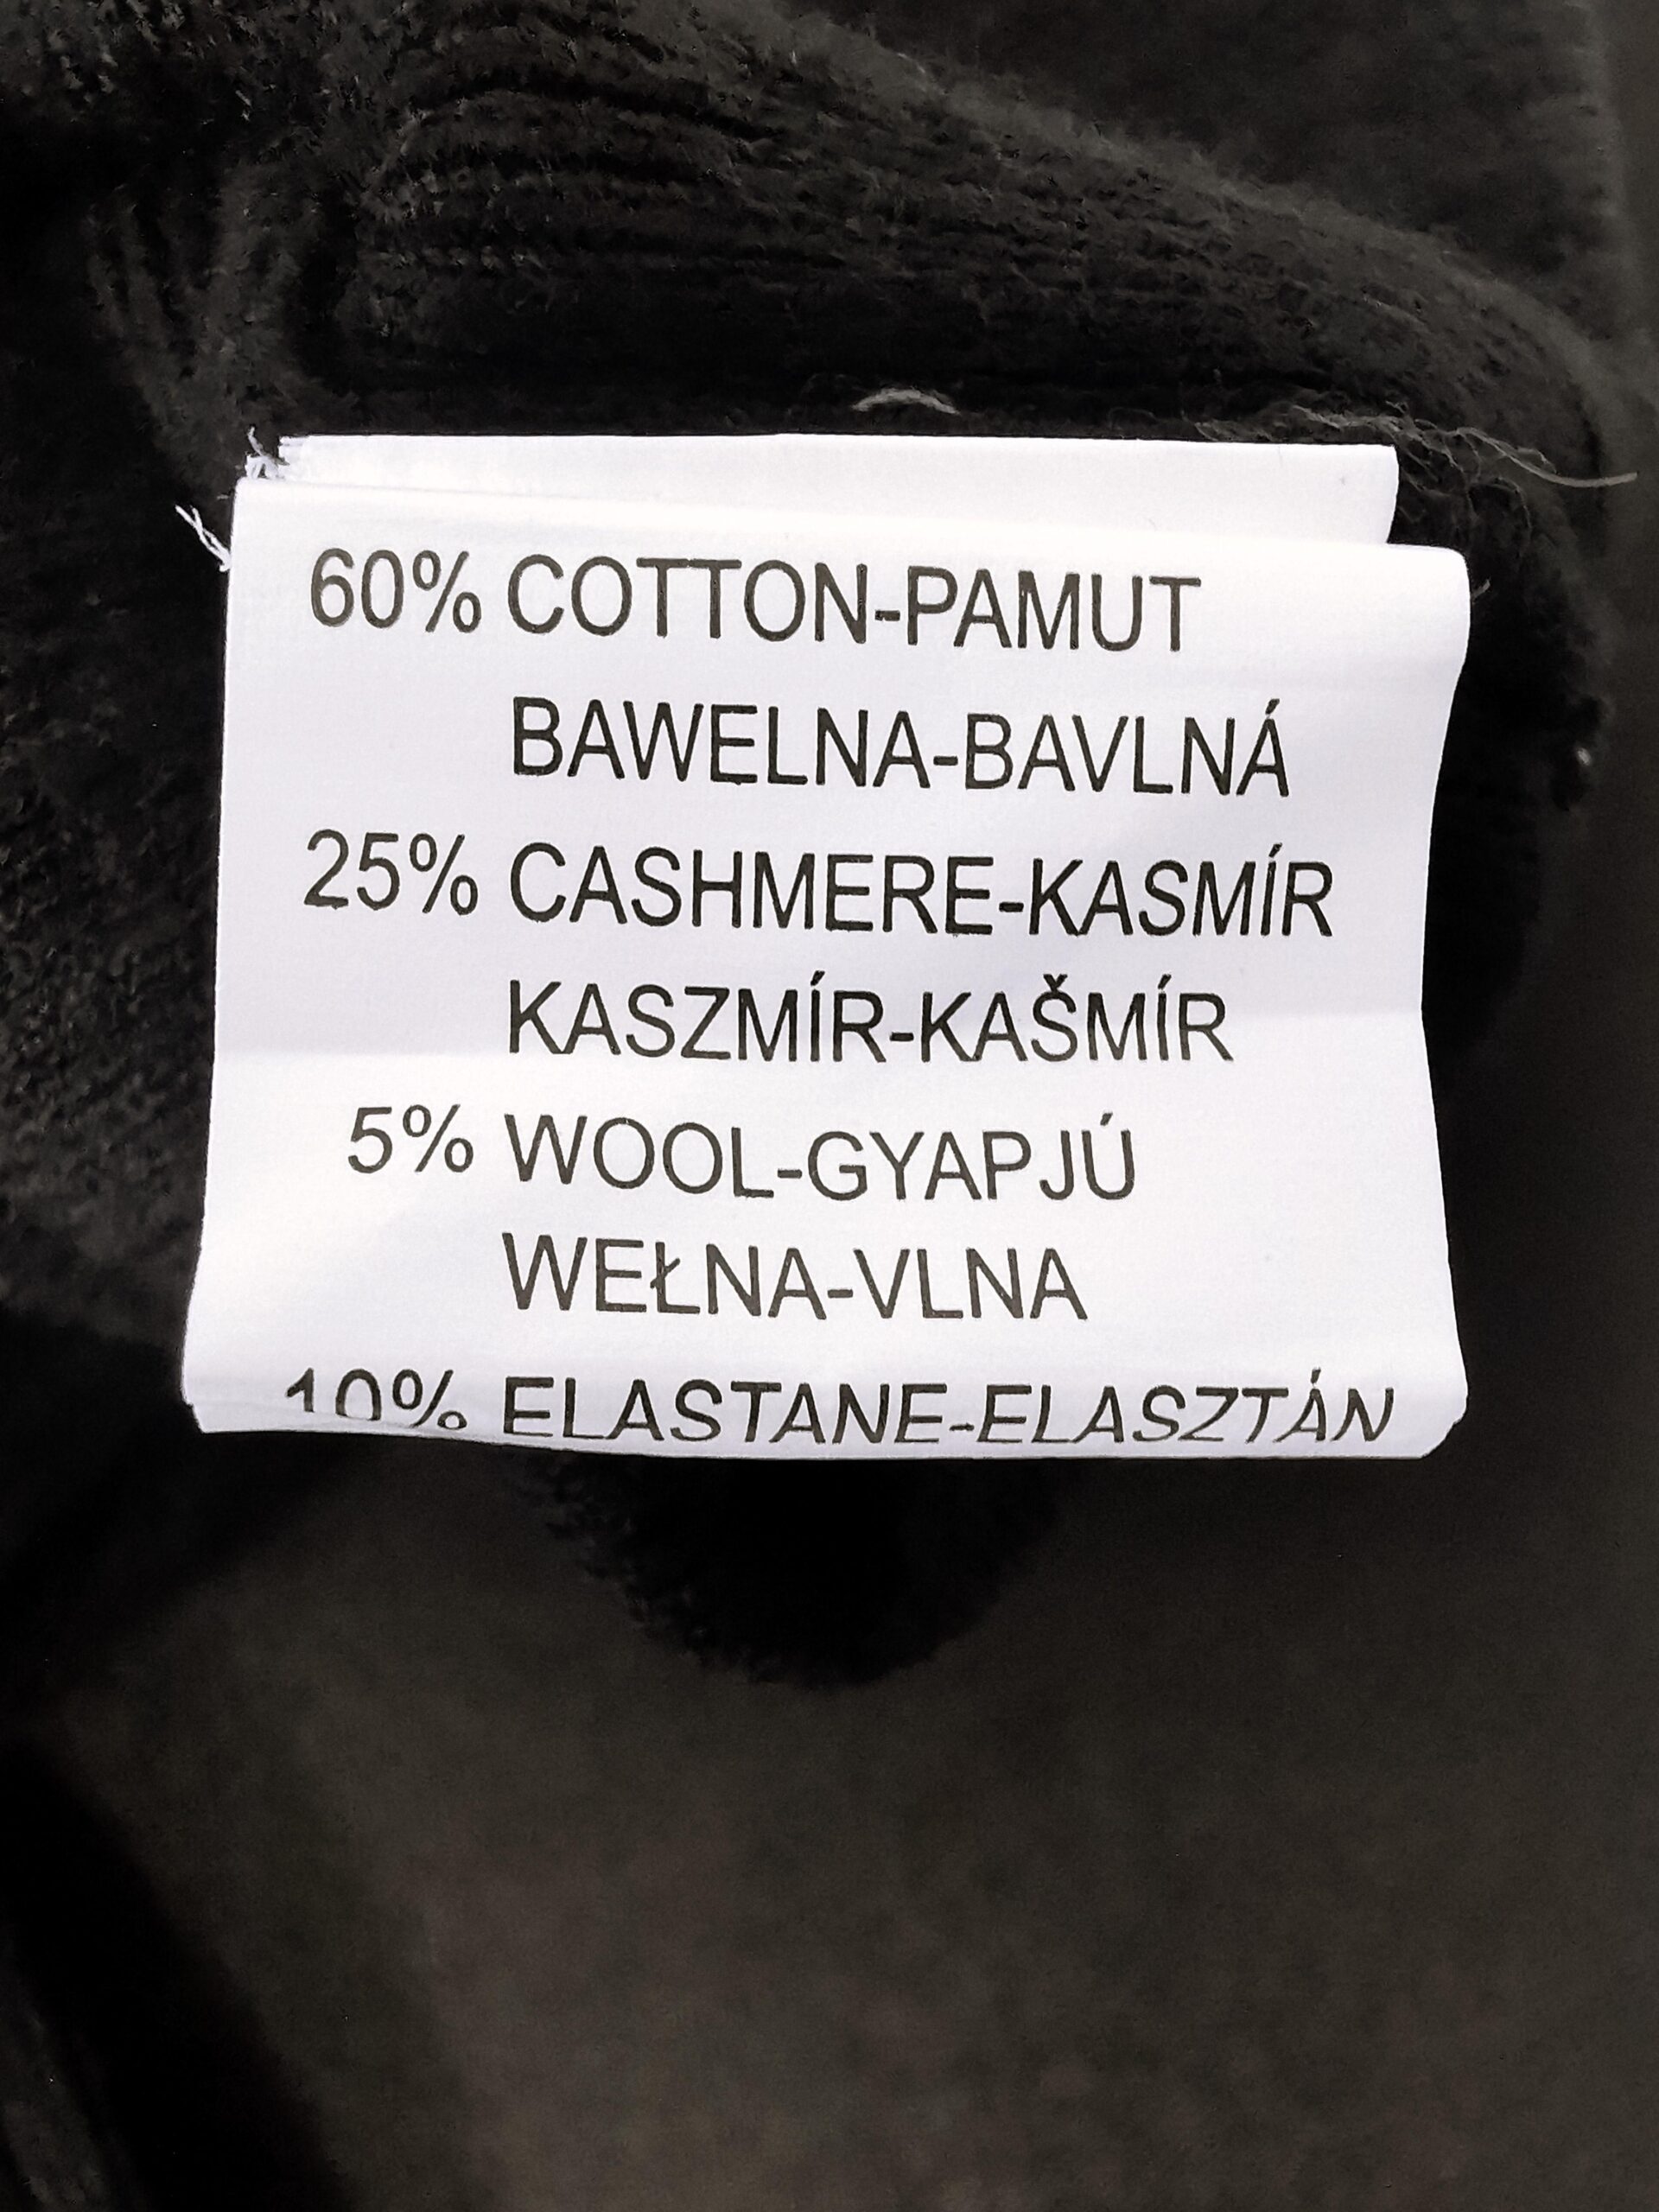 60% COTTON-PAMUT
BAWELNA-BAVLNÁ
25% CASHMERE-KASMÍR
KASZMÍR-KAŠMÍR
5% WOOL-GYAPJÚ
WEŁNA-VLNA
10% ELASTANE-ELASZTÁN